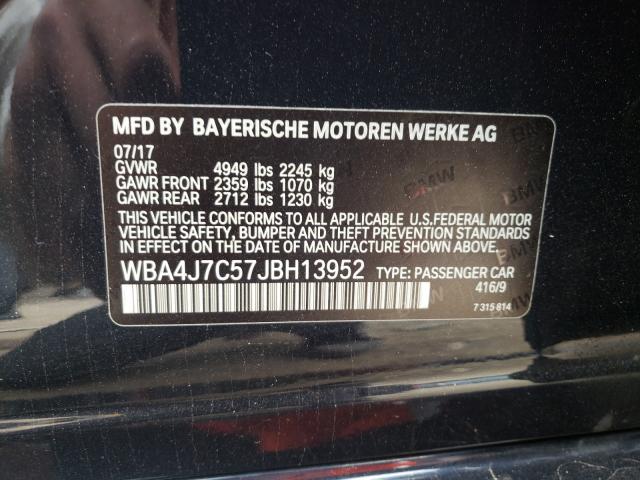 MFD BY BAYERISCHE MOTOREN WERKE AG
07/17
GVWR 4949 lbs 2245 kg
GAWR FRONT 2359 lbs 1070 kg
GAWR REAR 2712 lbs 1230 kg
THIS VEHICLE CONFORMS TO ALL APPLICABLE U.S.FEDERAL MOTOR
VEHICLE SAFETY, BUMPER, AND THEFT PREVENTION STANDARDS
IN EFFECT ON THE DATE OF MANUFACTURE SHOWN ABOVE.
WBA4J7C57JBH13952 TYPE: PASSENGER CAR
416/9
7 315 814
BMW
BMW